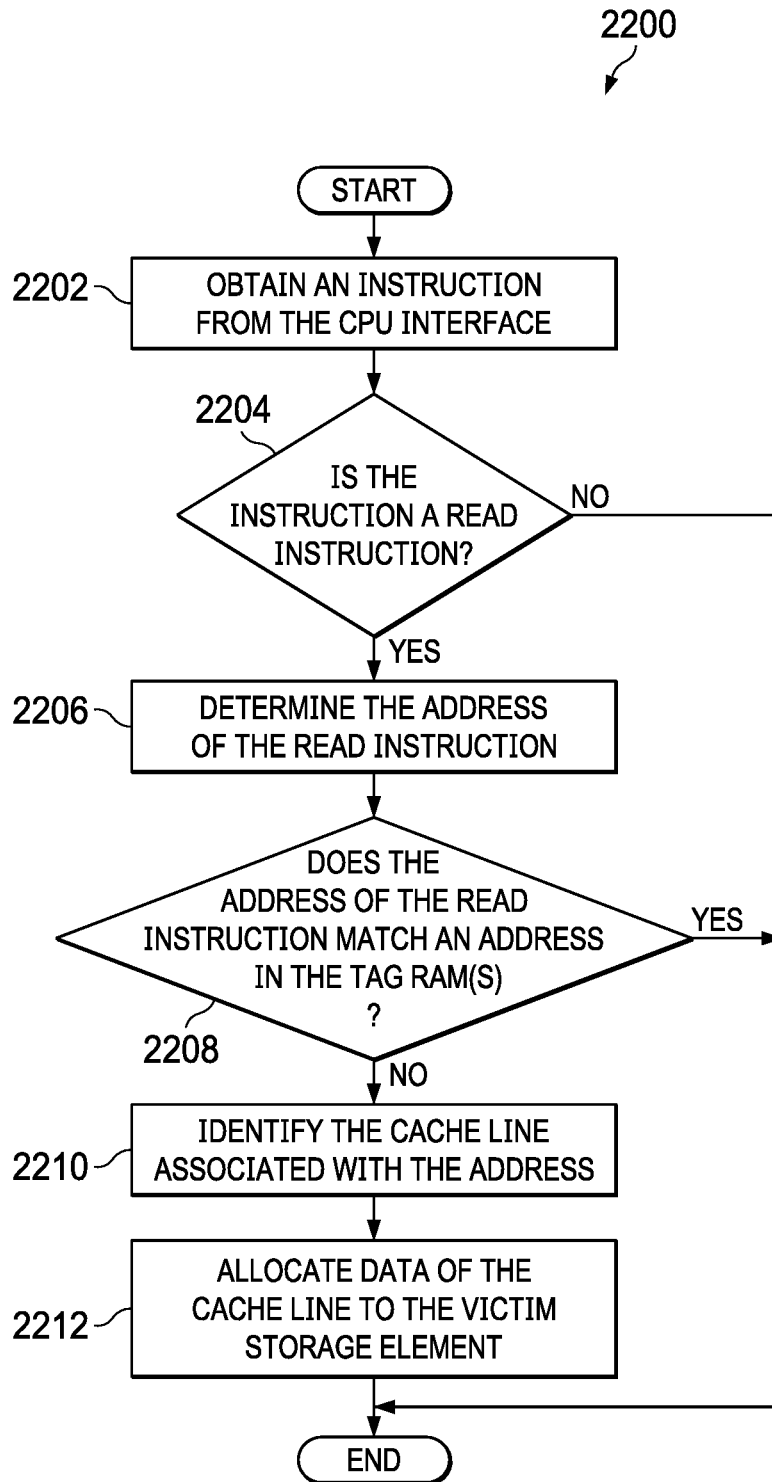 2200
START
2202
OBTAIN AN INSTRUCTION
FROM THE CPU INTERFACE
2204
IS THE
INSTRUCTION A READ
INSTRUCTION?
NO
YES
2206
DETERMINE THE ADDRESS
OF THE READ INSTRUCTION
DOES THE
ADDRESS OF THE READ
INSTRUCTION MATCH AN ADDRESS
IN THE TAG RAM(S)
?
YES
2208
NO
2210
IDENTIFY THE CACHE LINE
ASSOCIATED WITH THE ADDRESS
2212
ALLOCATE DATA OF THE
CACHE LINE TO THE VICTIM
STORAGE ELEMENT
END